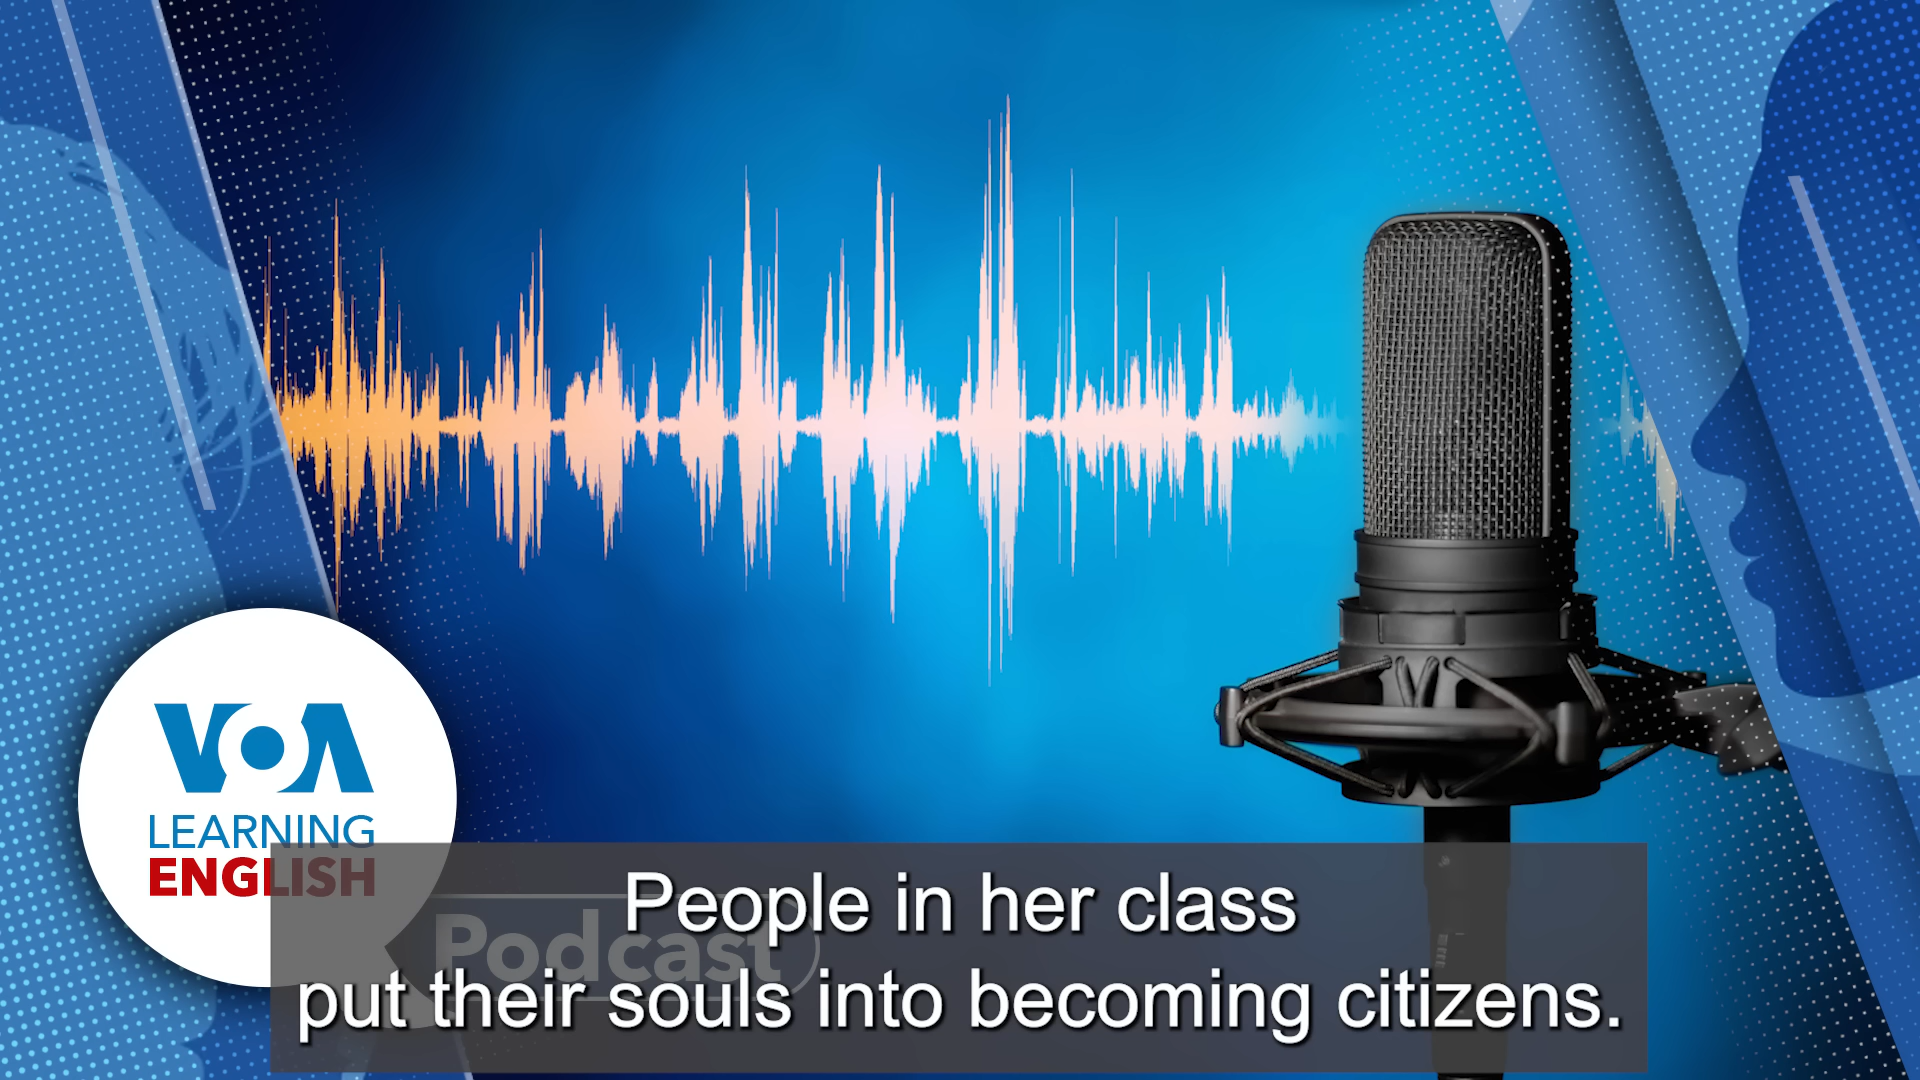 VOA
LEARNING
ENGLISH
Podcast
People in her class
put their souls into becoming citizens.